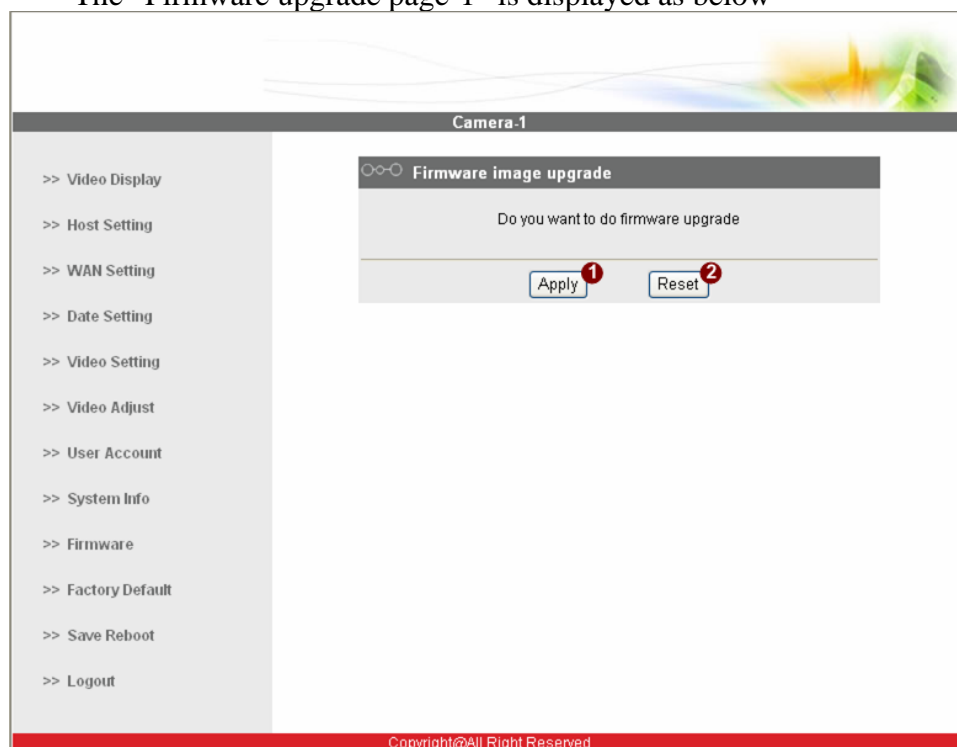 The "Firmware upgrade page 1" is displayed as below
Camera-1
>> Video Display
>> Host Setting
>> WAN Setting
>> Date Setting
>> Video Setting
>> Video Adjust
>> User Account
>> System Info
>> Firmware
>> Factory Default
>> Save Reboot
>> Logout
Firmware image upgrade
Do you want to do firmware upgrade
Apply 1 Reset 2
Copyright@All Right Reserved